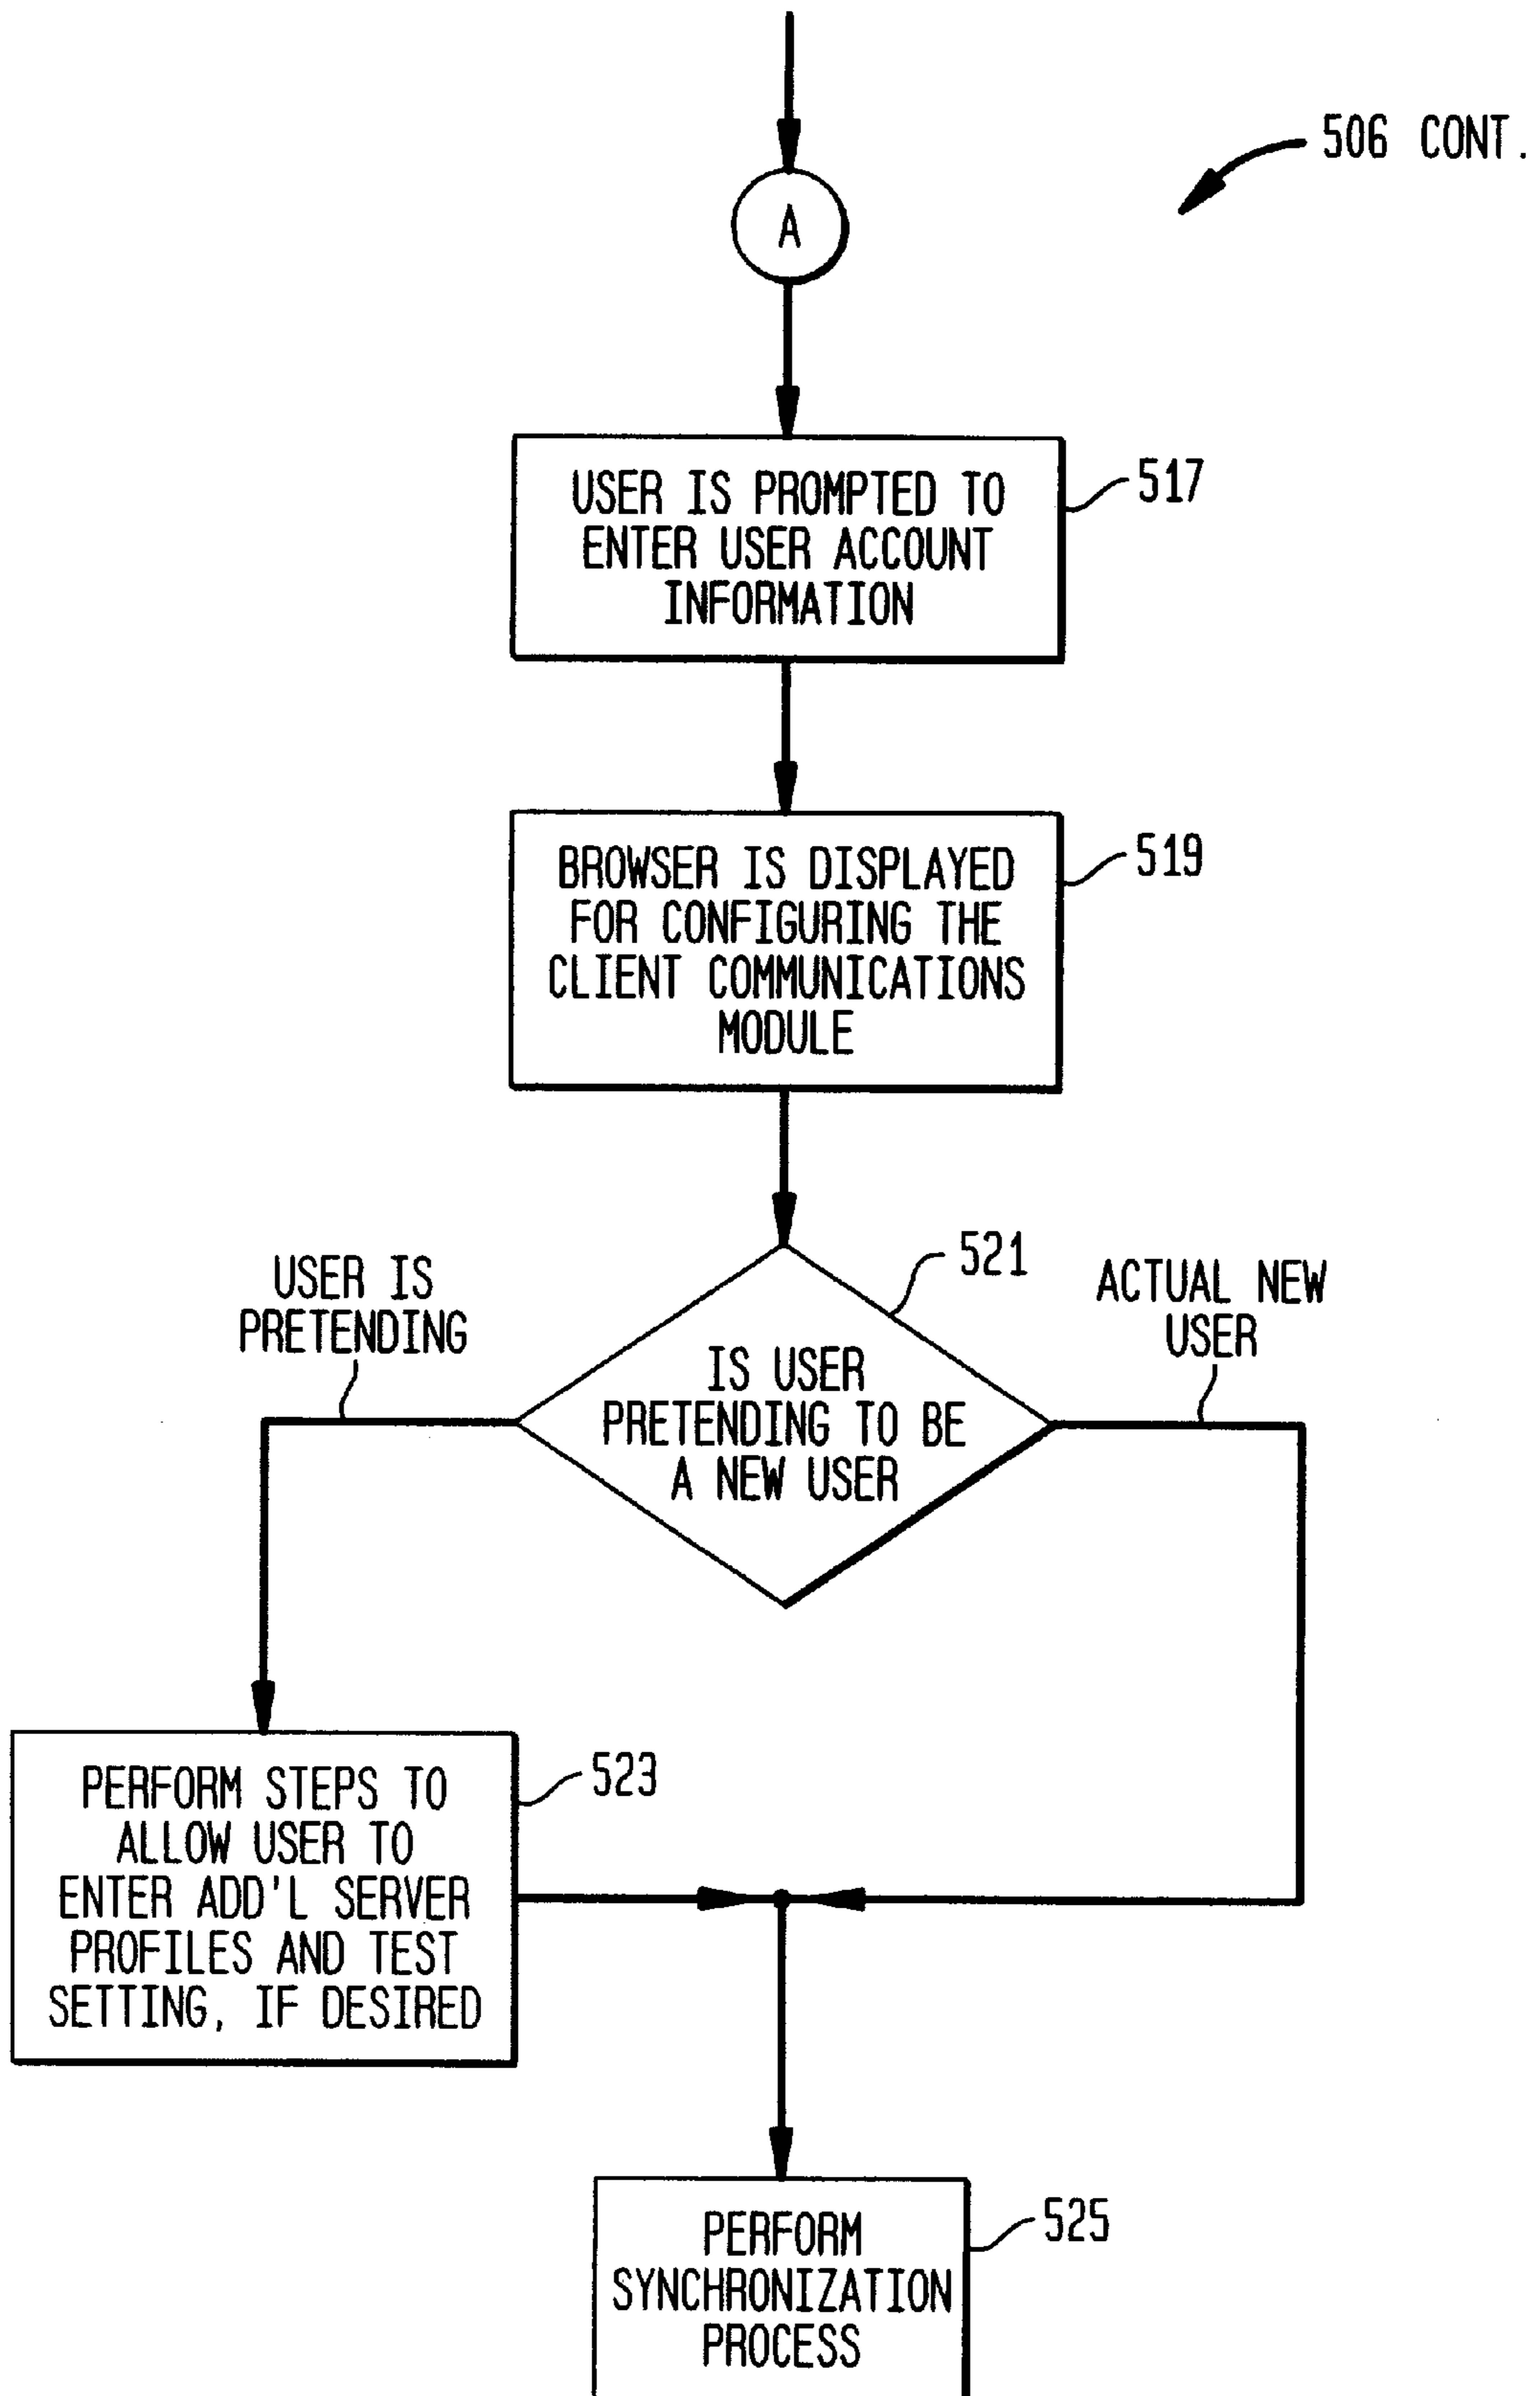 506 CONT.
A
USER IS PROMPTED TO
ENTER USER ACCOUNT
INFORMATION
517
BROWSER IS DISPLAYED
FOR CONFIGURING THE
CLIENT COMMUNICATIONS
MODULE
519
USER IS
PRETENDING
521
ACTUAL NEW
USER
IS USER
PRETENDING TO BE
A NEW USER
PERFORM STEPS TO
ALLOW USER TO
ENTER ADD'L SERVER
PROFILES AND TEST
SETTING, IF DESIRED
523
PERFORM
SYNCHRONIZATION
PROCESS
525